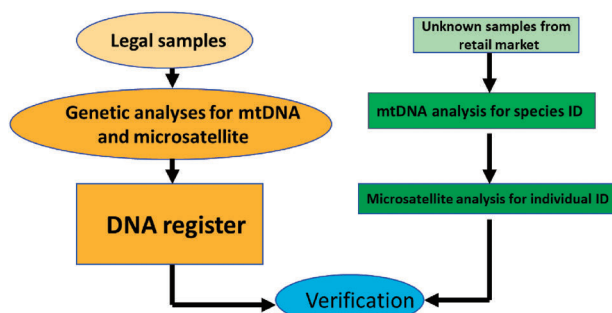 Legal samples
Genetic analyses for mtDNA
and microsatellite
DNA register
Unknown samples from
retail market
mtDNA analysis for species ID
Microsatellite analysis for individual ID
Verification